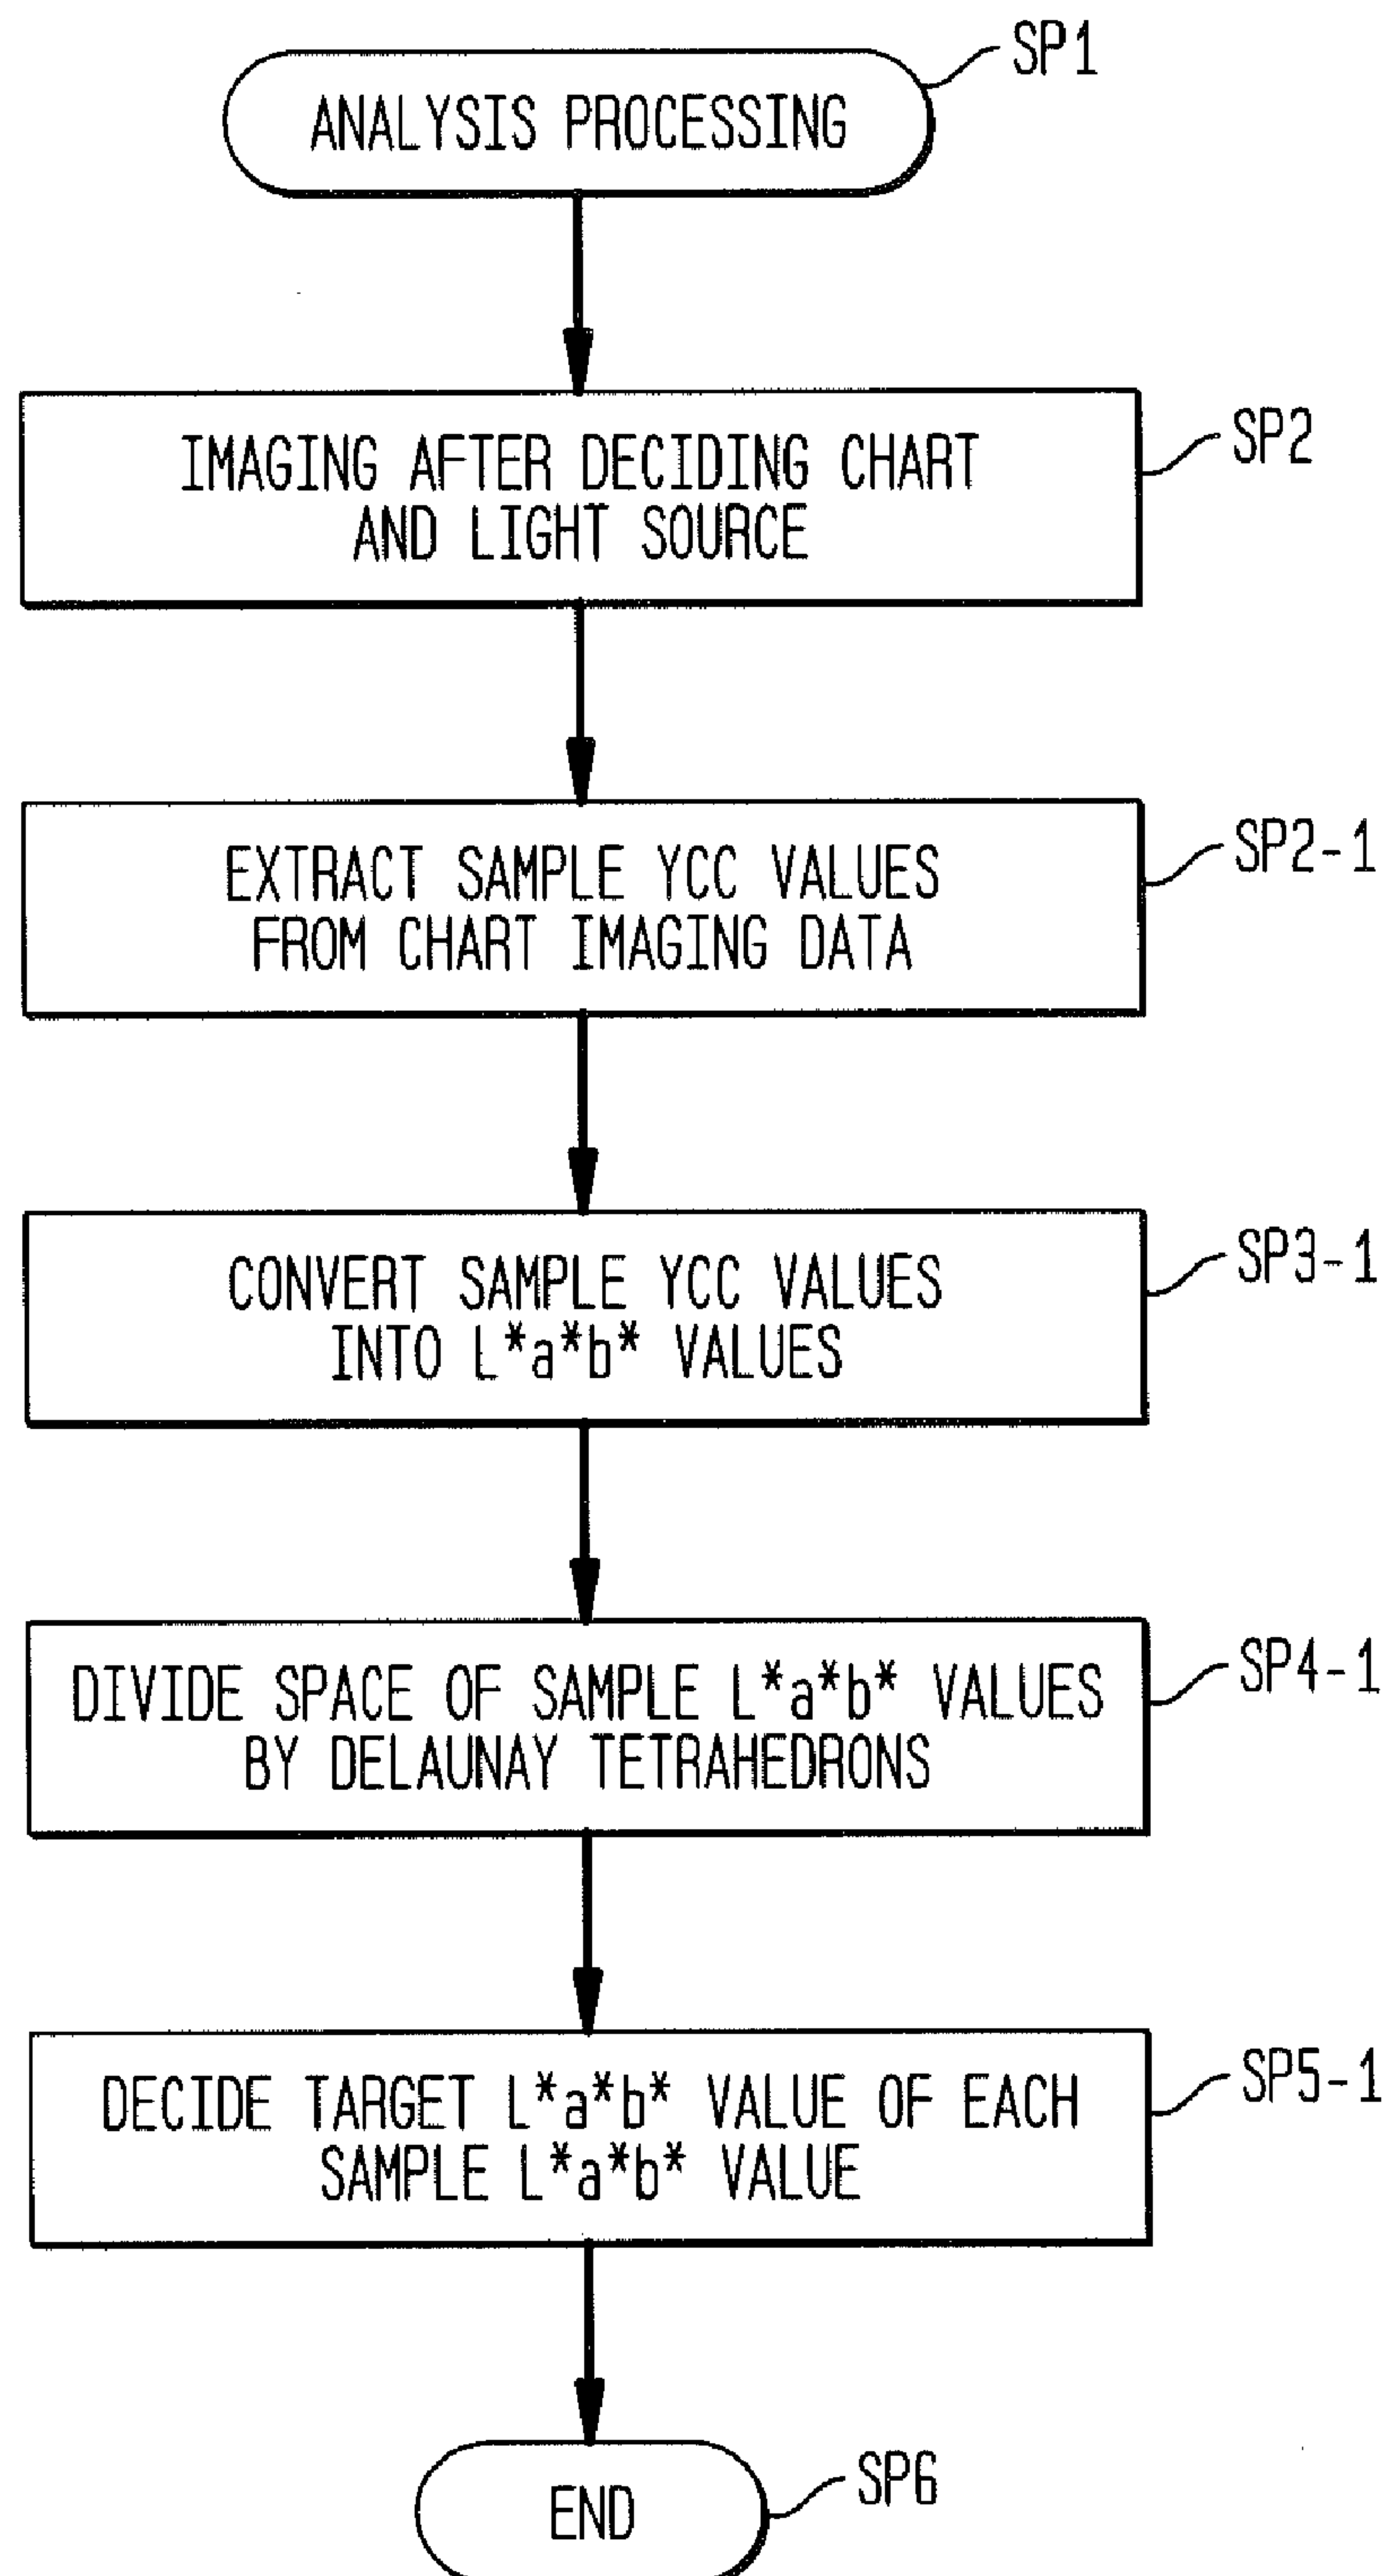 SP1
ANALYSIS PROCESSING
SP2
IMAGING AFTER DECIDING CHART
AND LIGHT SOURCE
SP2-1
EXTRACT SAMPLE YCC VALUES
FROM CHART IMAGING DATA
SP3-1
CONVERT SAMPLE YCC VALUES
INTO L*a*b* VALUES
SP4-1
DIVIDE SPACE OF SAMPLE L*a*b* VALUES
BY DELAUNAY TETRAHEDRONS
SP5-1
DECIDE TARGET L*a*b* VALUE OF EACH
SAMPLE L*a*b* VALUE
SP6
END